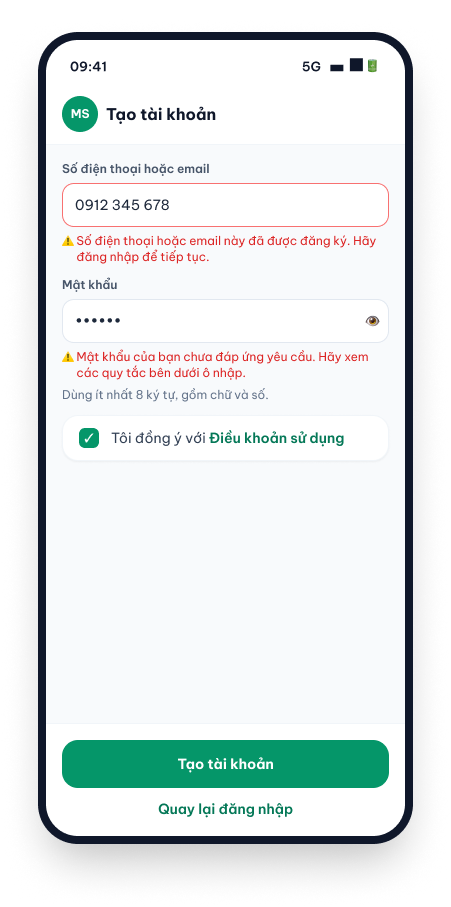 09:41
5G
MS
Tạo tài khoản
Số điện thoại hoặc email
0912 345 678
⚠️ Số điện thoại hoặc email này đã được đăng ký. Hãy
đăng nhập để tiếp tục.
Mật khẩu
••••••
⚠️ Mật khẩu của bạn chưa đáp ứng yêu cầu. Hãy xem
các quy tắc bên dưới ô nhập.
Dùng ít nhất 8 ký tự, gồm chữ và số.
Tôi đồng ý với Điều khoản sử dụng
Tạo tài khoản
Quay lại đăng nhập